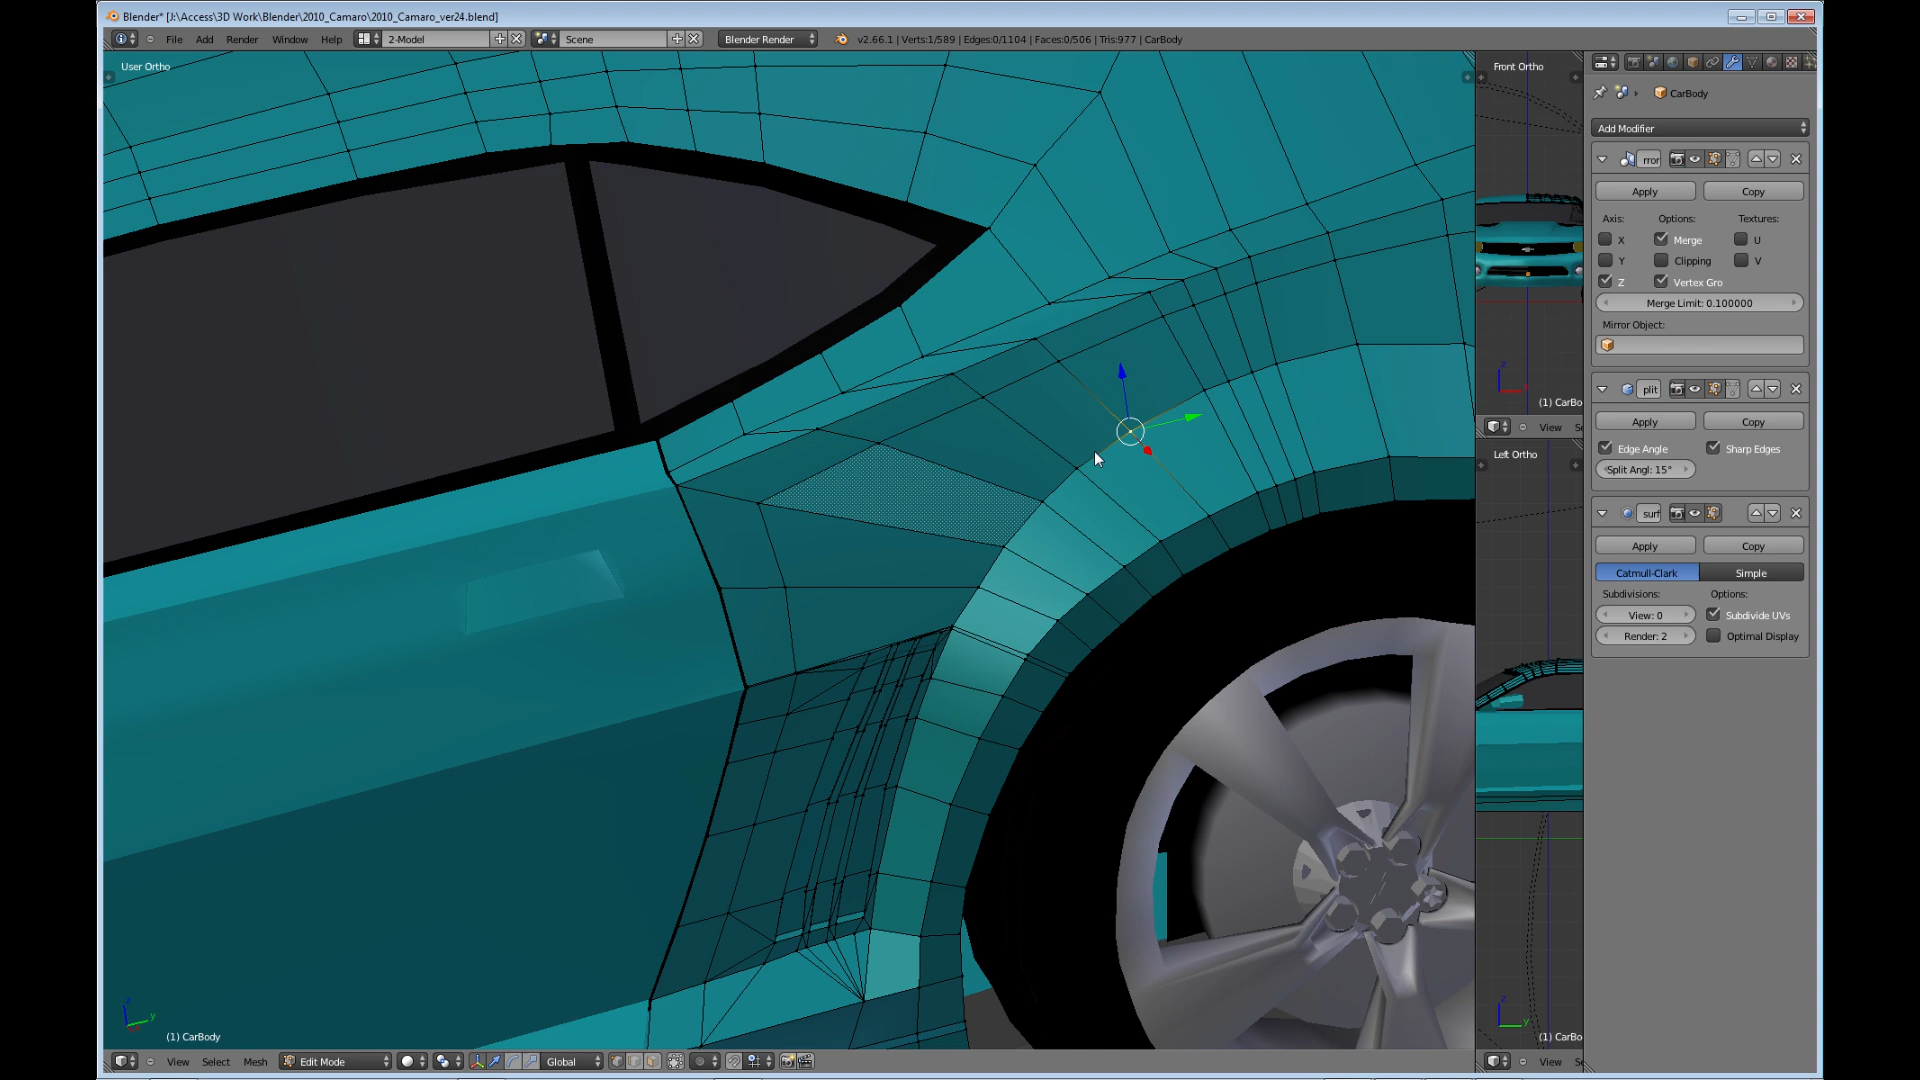 Blender* [J:\Access\3D Work\Blender\2010_Camaro\2010_Camaro_ver24.blend]
File Add Render Window Help 2-Model Scene Blender Render v2.66.1 | Verts:1/589 | Edges:0/1104 | Faces:0/506 | Tris:977 | CarBody
User Ortho
y
z
(1) CarBody
View Select Mesh Edit Mode Global
Front Ortho
(1) CarBo
View Se
Left Ortho
(1) CarBo
View Se
CarBody
Add Modifier
rror
Apply Copy
Axis: Options: Textures:
X Merge U
Y Clipping V
Z Vertex Gro
Merge Limit: 0.100000
Mirror Object:
plit
Apply Copy
Edge Angle Sharp Edges
Split Angl: 15°
surf
Apply Copy
Catmull-Clark Simple
Subdivisions: Options:
View: 0 Subdivide UVs
Render: 2 Optimal Display